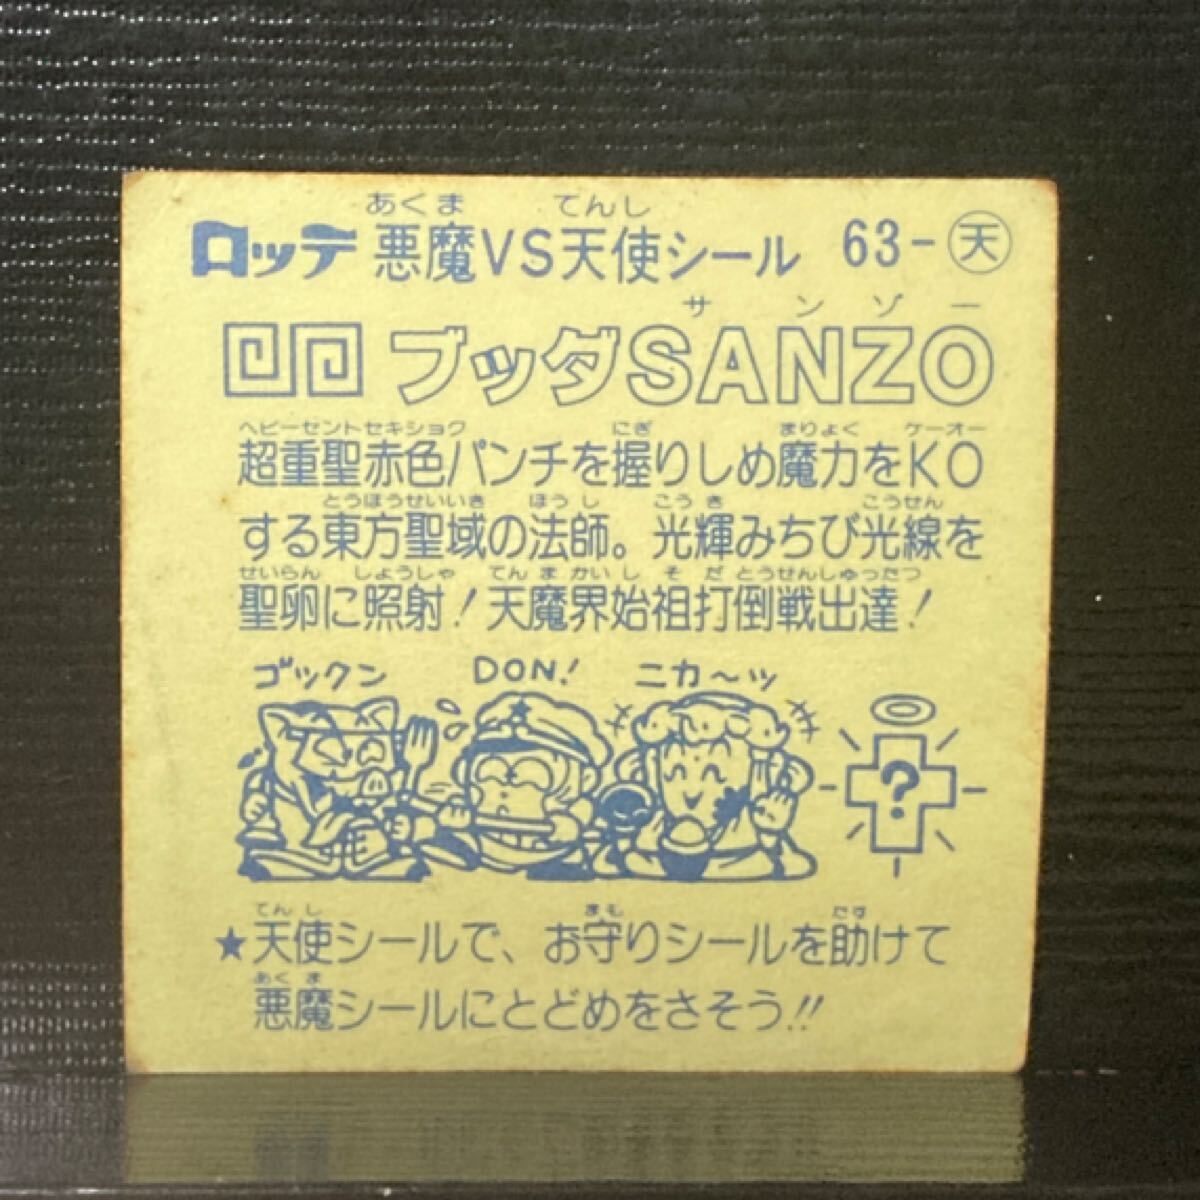 あくま てんし
ロッテ 悪魔VS天使シール 63-天
サンゾー
ブッダSANZO
ヘビーセントセキショク にぎ まりょく ケーオー
超重聖赤色パンチを握りしめ魔力をKO
とうほうせいいき ほうし こうき こうせん
する東方聖域の法師。光輝みちび光線を
せいらん しょうしゃ てんまかいしそだとうせんしゅったつ
聖卵に照射!天魔界始祖打倒戦出達!
ゴックン DON! ニカ〜ッ
?
てんし まも たす
★天使シールで、お守りシールを助けて
あくま
悪魔シールにとどめをさそう!!